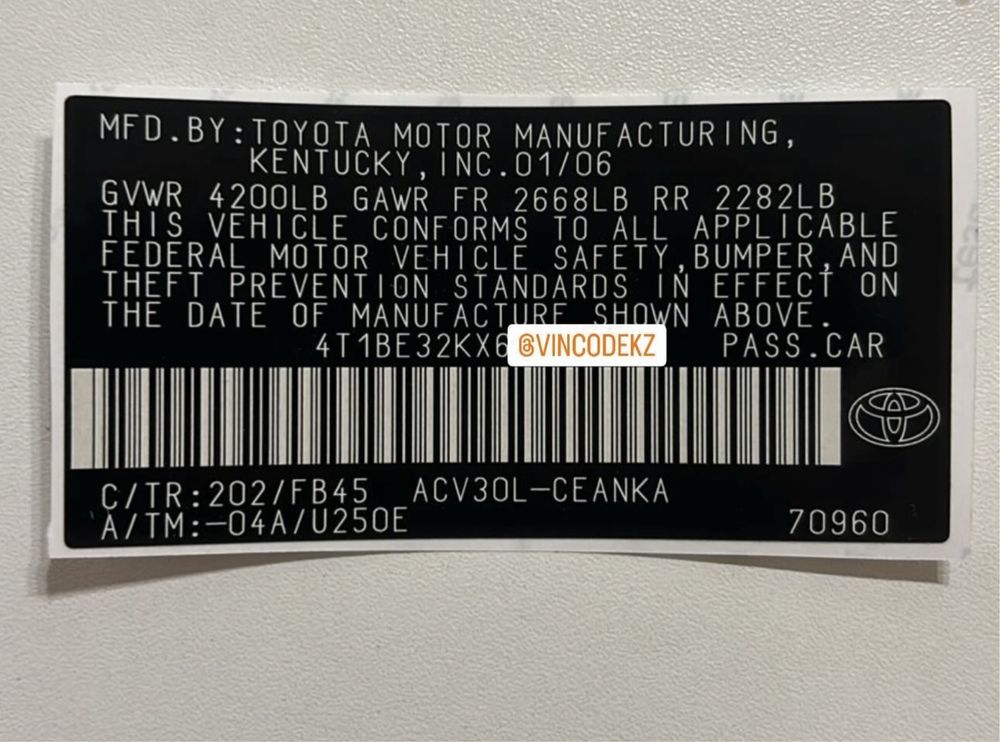 MFD.BY:TOYOTA MOTOR MANUFACTURING,
KENTUCKY,INC.01/06
GVWR 4200LB GAWR FR 2668LB RR 2282LB
THIS VEHICLE CONFORMS TO ALL APPLICABLE
FEDERAL MOTOR VEHICLE SAFETY,BUMPER,AND
THEFT PREVENTION STANDARDS IN EFFECT ON
THE DATE OF MANUFACTURE SHOWN ABOVE.
4T1BE32KX6 @VINCODEKZ PASS.CAR
C/TR:202/FB45 ACV30L-CEANKA
A/TM:-04A/U250E 70960